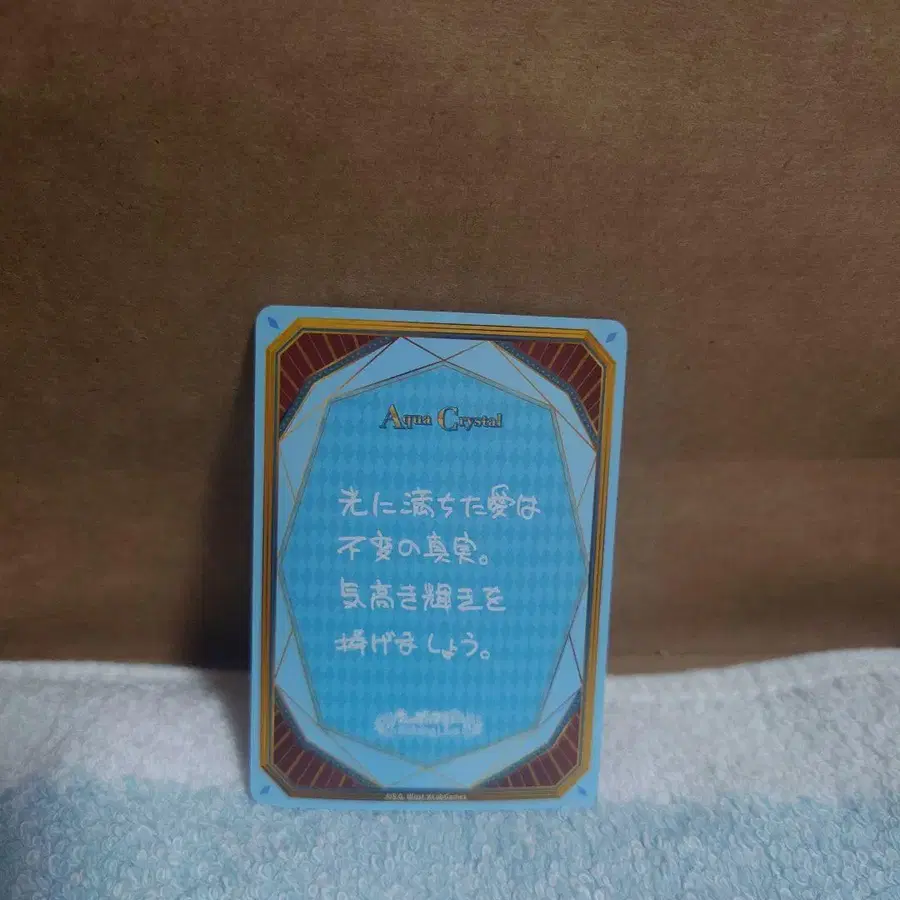 Aqua Crystal
光に満ちた愛は
不変の真実。
気高き輝きを
捧げましょう。